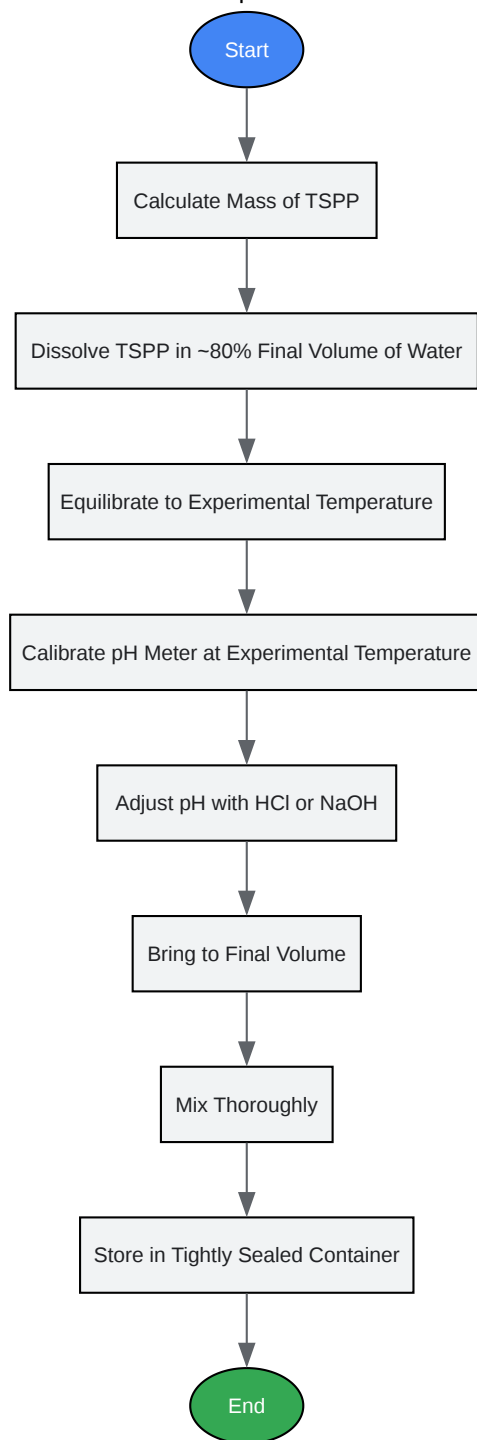 Start
Calculate Mass of TSPP
Dissolve TSPP in ~80% Final Volume of Water
Equilibrate to Experimental Temperature
Calibrate pH Meter at Experimental Temperature
Adjust pH with HCl or NaOH
Bring to Final Volume
Mix Thoroughly
Store in Tightly Sealed Container
End